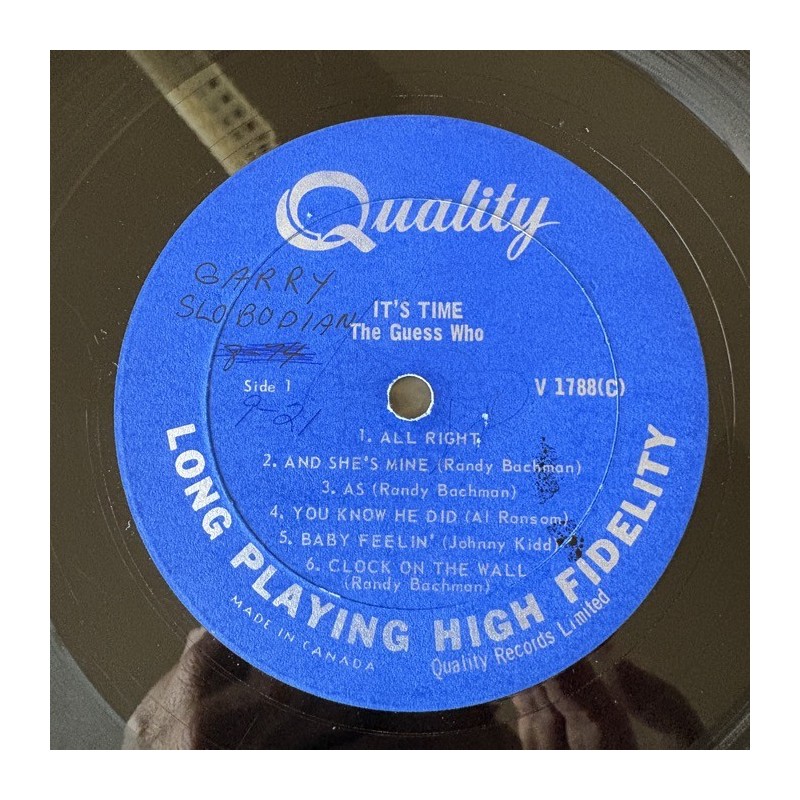 Quality
GARRY
SLOBODIAN
IT'S TIME
The Guess Who
Side 1
V 1788(C)
9-21
1. ALL RIGHT
2. AND SHE'S MINE (Randy Bachman)
3. AS (Randy Bachman)
4. YOU KNOW HE DID (Al Ransom)
5. BABY FEELIN' (Johnny Kidd)
6. CLOCK ON THE WALL
(Randy Bachman)
LONG PLAYING HIGH FIDELITY
MADE IN CANADA
Quality Records Limited